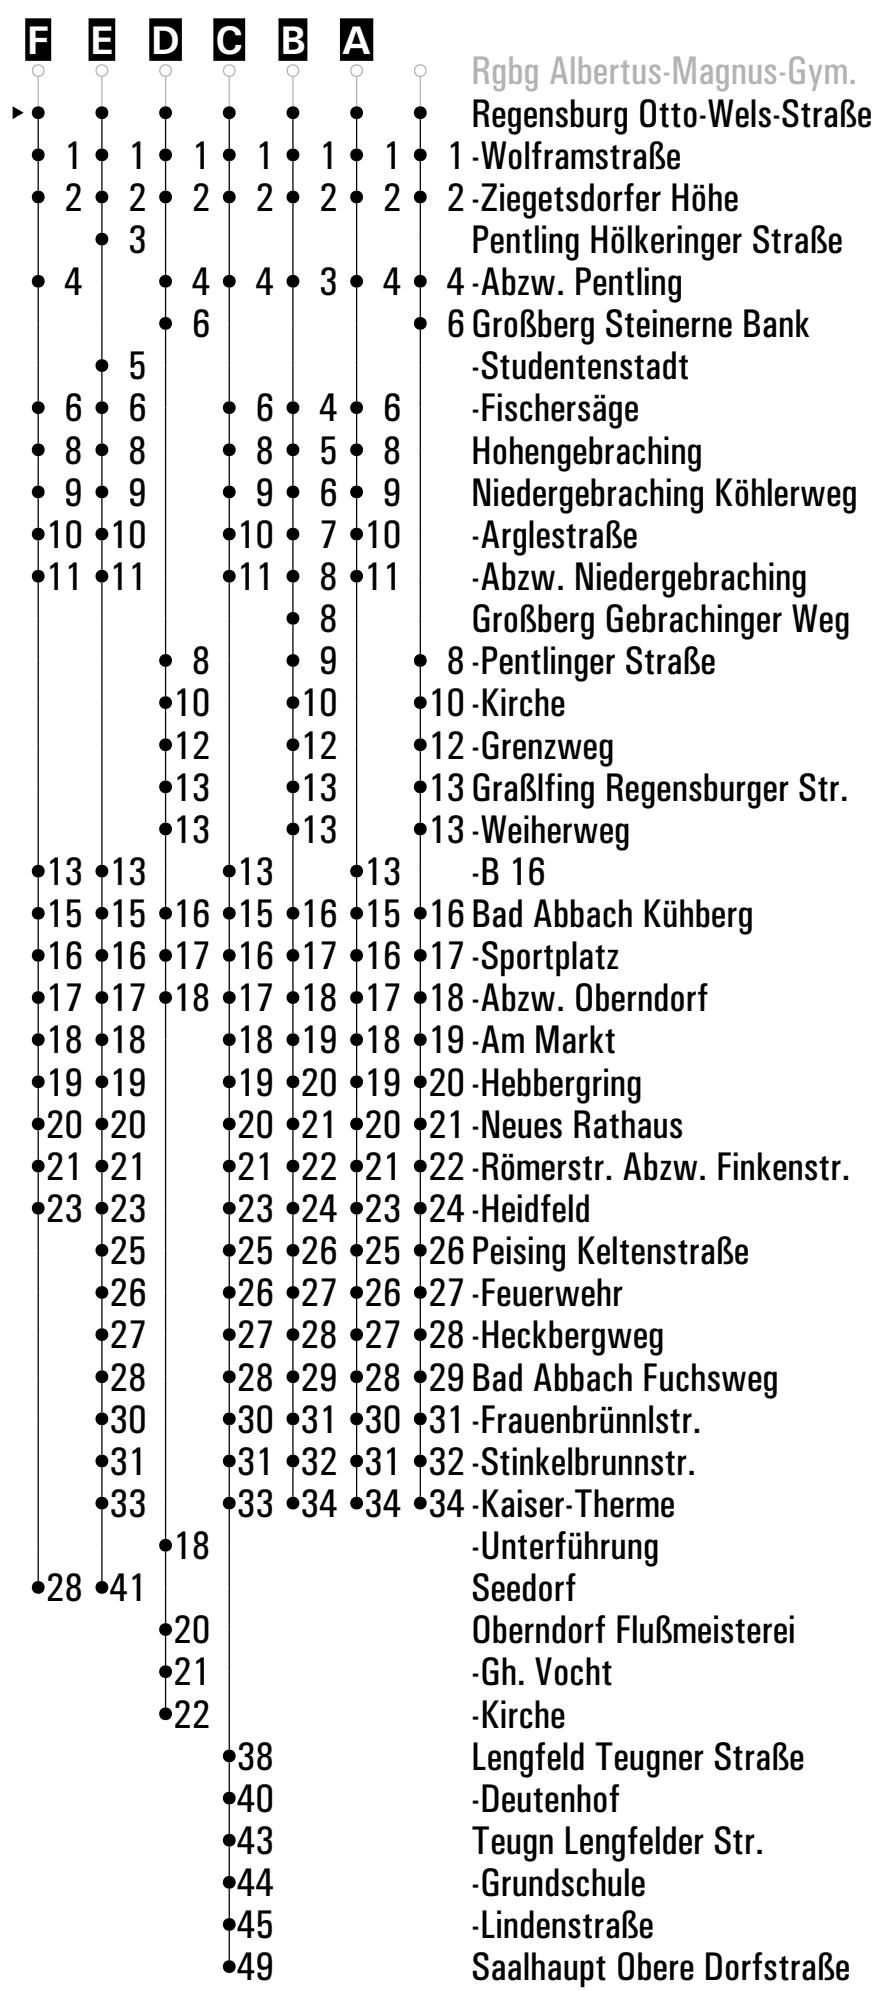 F E D C B A
Rgbg Albertus-Magnus-Gym.
Regensburg Otto-Wels-Straße
1 1 1 1 1 1 1 -Wolframstraße
2 2 2 2 2 2 2 -Ziegetsdorfer Höhe
3 Pentling Hölkeringer Straße
4 4 4 3 4 4 -Abzw. Pentling
6 6 Großberg Steinerne Bank
5 -Studentenstadt
6 6 6 4 6 -Fischersäge
8 8 8 5 8 Hohengebraching
9 9 9 6 9 Niedergebraching Köhlerweg
10 10 10 7 10 -Arglestraße
11 11 11 8 11 -Abzw. Niedergebraching
8 Großberg Gebrachinger Weg
8 9 8 -Pentlinger Straße
10 10 10 -Kirche
12 12 12 -Grenzweg
13 13 13 Graßlfing Regensburger Str.
13 13 13 -Weiherweg
13 13 13 13 -B 16
15 15 16 15 16 15 16 Bad Abbach Kühberg
16 16 17 16 17 16 17 -Sportplatz
17 17 18 17 18 17 18 -Abzw. Oberndorf
18 18 18 19 18 19 -Am Markt
19 19 19 20 19 20 -Hebbergring
20 20 20 21 20 21 -Neues Rathaus
21 21 21 22 21 22 -Römerstr. Abzw. Finkenstr.
23 23 23 24 23 24 -Heidfeld
25 25 26 25 26 Peising Keltenstraße
26 26 27 26 27 -Feuerwehr
27 27 28 27 28 -Heckbergweg
28 28 29 28 29 Bad Abbach Fuchsweg
30 30 31 30 31 -Frauenbrünnlstr.
31 31 32 31 32 -Stinkelbrunnstr.
33 33 34 34 34 -Kaiser-Therme
18 -Unterführung
28 41 Seedorf
20 Oberndorf Flußmeisterei
21 -Gh. Vocht
22 -Kirche
38 Lengfeld Teugner Straße
40 -Deutenhof
43 Teugn Lengfelder Str.
44 -Grundschule
45 -Lindenstraße
49 Saalhaupt Obere Dorfstraße